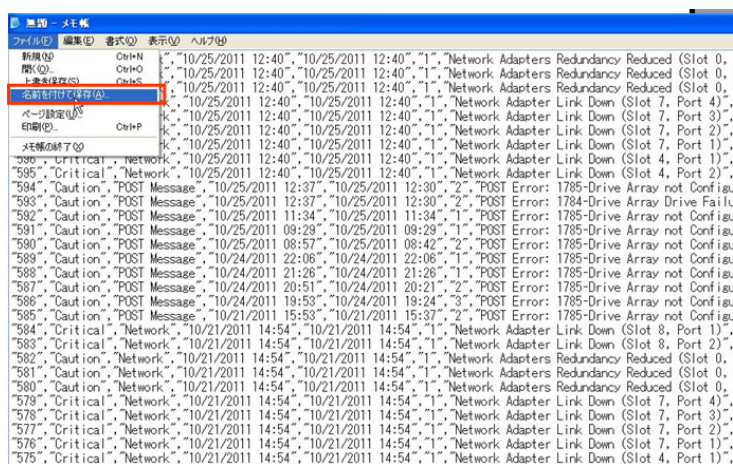 無題 - メモ帳
ファイル(F) 編集(E) 書式(O) 表示(V) ヘルプ(H)
新規(N) Ctrl+N
開く(O)... Ctrl+O
上書き保存(S) Ctrl+S
名前を付けて保存(A)...
ページ設定(U)...
印刷(P)... Ctrl+P
メモ帳の終了(X)
","10/25/2011 12:40","10/25/2011 12:40","1","Network Adapters Redundancy Reduced (Slot 0,
k","10/25/2011 12:40","10/25/2011 12:40","1","Network Adapters Redundancy Reduced (Slot 0,
","10/25/2011 12:40","10/25/2011 12:40","1","Network Adapters Redundancy Reduced (Slot 0,
k","10/25/2011 12:40","10/25/2011 12:40","1","Network Adapter Link Down (Slot 7, Port 4)",
k","10/25/2011 12:40","10/25/2011 12:40","1","Network Adapter Link Down (Slot 7, Port 3)",
k","10/25/2011 12:40","10/25/2011 12:40","1","Network Adapter Link Down (Slot 7, Port 2)",
k","10/25/2011 12:40","10/25/2011 12:40","1","Network Adapter Link Down (Slot 7, Port 1)",
"596","Critical","Network","10/25/2011 12:40","10/25/2011 12:40","1","Network Adapter Link Down (Slot 4, Port 1)",
"595","Critical","Network","10/25/2011 12:40","10/25/2011 12:40","1","Network Adapter Link Down (Slot 4, Port 2)",
"594","Caution","POST Message","10/25/2011 12:37","10/25/2011 12:30","2","POST Error: 1785-Drive Array not Configu
"593","Caution","POST Message","10/25/2011 12:37","10/25/2011 12:30","2","POST Error: 1784-Drive Array Drive Failu
"592","Caution","POST Message","10/25/2011 11:34","10/25/2011 11:34","1","POST Error: 1785-Drive Array not Configu
"591","Caution","POST Message","10/25/2011 09:29","10/25/2011 09:29","1","POST Error: 1785-Drive Array not Configu
"590","Caution","POST Message","10/25/2011 08:57","10/25/2011 08:42","2","POST Error: 1785-Drive Array not Configu
"589","Caution","POST Message","10/24/2011 22:06","10/24/2011 22:06","1","POST Error: 1785-Drive Array not Configu
"588","Caution","POST Message","10/24/2011 21:26","10/24/2011 21:26","1","POST Error: 1785-Drive Array not Configu
"587","Caution","POST Message","10/24/2011 20:51","10/24/2011 20:21","2","POST Error: 1785-Drive Array not Configu
"586","Caution","POST Message","10/24/2011 19:53","10/24/2011 19:24","3","POST Error: 1785-Drive Array not Configu
"585","Caution","POST Message","10/21/2011 15:53","10/21/2011 15:37","2","POST Error: 1785-Drive Array not Configu
"584","Critical","Network","10/21/2011 14:54","10/21/2011 14:54","1","Network Adapter Link Down (Slot 8, Port 1)",
"583","Critical","Network","10/21/2011 14:54","10/21/2011 14:54","1","Network Adapter Link Down (Slot 8, Port 2)",
"582","Caution","Network","10/21/2011 14:54","10/21/2011 14:54","1","Network Adapters Redundancy Reduced (Slot 0,
"581","Caution","Network","10/21/2011 14:54","10/21/2011 14:54","1","Network Adapters Redundancy Reduced (Slot 0,
"580","Caution","Network","10/21/2011 14:54","10/21/2011 14:54","1","Network Adapters Redundancy Reduced (Slot 0,
"579","Critical","Network","10/21/2011 14:54","10/21/2011 14:54","1","Network Adapter Link Down (Slot 7, Port 4)",
"578","Critical","Network","10/21/2011 14:54","10/21/2011 14:54","1","Network Adapter Link Down (Slot 7, Port 3)",
"577","Critical","Network","10/21/2011 14:54","10/21/2011 14:54","1","Network Adapter Link Down (Slot 7, Port 2)",
"576","Critical","Network","10/21/2011 14:54","10/21/2011 14:54","1","Network Adapter Link Down (Slot 7, Port 1)",
"575","Critical","Network","10/21/2011 14:54","10/21/2011 14:54","1","Network Adapter Link Down (Slot 4, Port 1)",